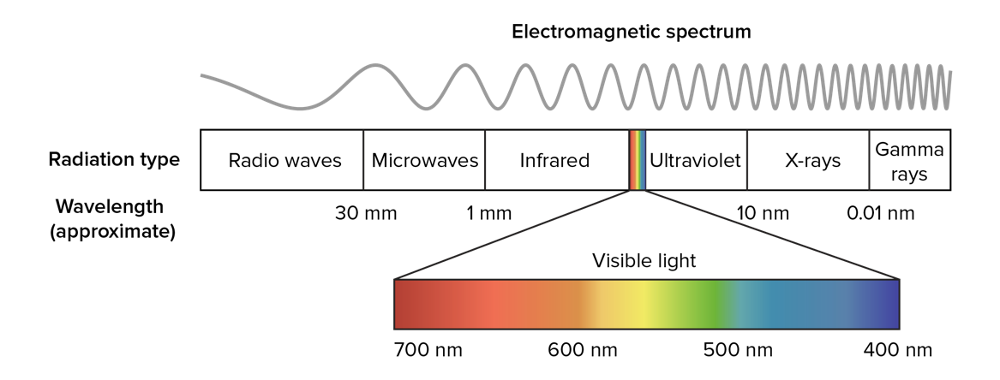 Electromagnetic spectrum
Radiation type
Radio waves
Microwaves
Infrared
Ultraviolet
X-rays
Gamma
rays
Wavelength
(approximate)
30 mm
1 mm
10 nm
0.01 nm
Visible light
700 nm
600 nm
500 nm
400 nm